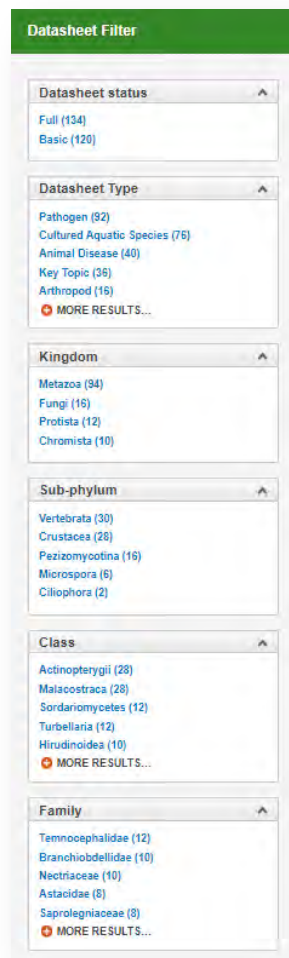 Datasheet Filter
Datasheet status
Full (134)
Basic (120)
Datasheet Type
Pathogen (92)
Cultured Aquatic Species (76)
Animal Disease (40)
Key Topic (36)
Arthropod (16)
MORE RESULTS...
Kingdom
Metazoa (94)
Fungi (16)
Protista (12)
Chromista (10)
Sub-phylum
Vertebrata (30)
Crustacea (28)
Pezizomycotina (16)
Microspora (6)
Ciliophora (2)
Class
Actinopterygii (28)
Malacostraca (28)
Sordariomycetes (12)
Turbellaria (12)
Hirudinoidea (10)
MORE RESULTS...
Family
Temnocephalidae (12)
Branchiobdellidae (10)
Nectriaceae (10)
Astacidae (8)
Saprolegniaceae (8)
MORE RESULTS...